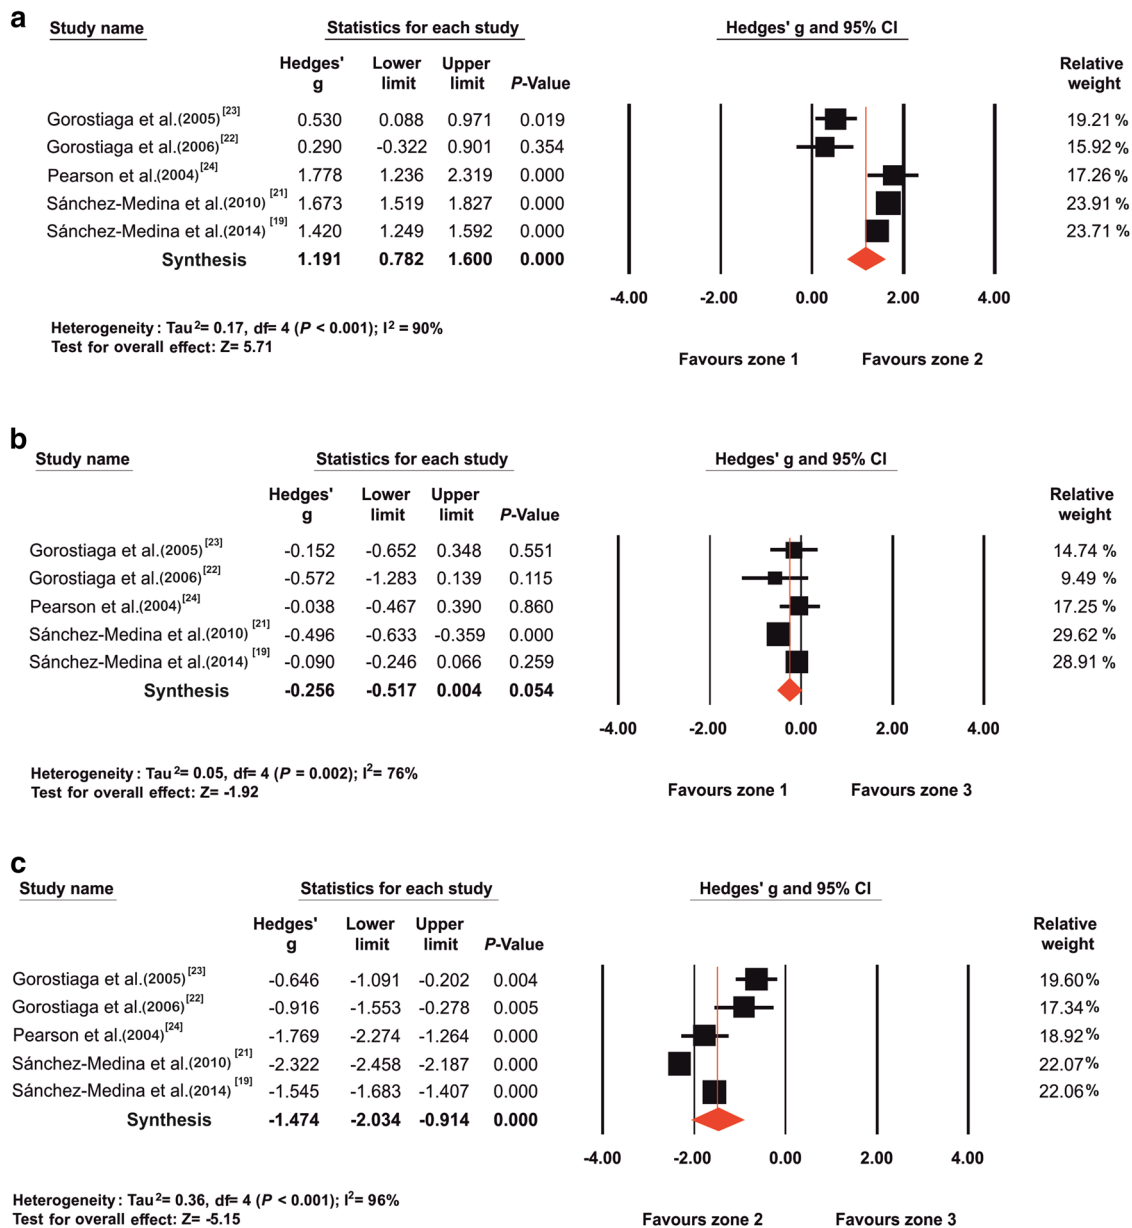 a
Study name Statistics for each study Hedges' g and 95% CI
Hedges' Lower Upper Relative
g limit limit P-Value weight
Gorostiaga et al.(2005) [23] 0.530 0.088 0.971 0.019 19.21 %
Gorostiaga et al.(2006) [22] 0.290 -0.322 0.901 0.354 15.92 %
Pearson et al.(2004) [24] 1.778 1.236 2.319 0.000 17.26 %
Sánchez-Medina et al.(2010) [21] 1.673 1.519 1.827 0.000 23.91 %
Sánchez-Medina et al.(2014) [19] 1.420 1.249 1.592 0.000 23.71 %
Synthesis 1.191 0.782 1.600 0.000
-4.00 -2.00 0.00 2.00 4.00
Heterogeneity : Tau²= 0.17, df= 4 (P < 0.001); I² = 90%
Test for overall effect: Z= 5.71
Favours zone 1 Favours zone 2
b
Study name Statistics for each study Hedges' g and 95% CI
Hedges' Lower Upper Relative
g limit limit P-Value weight
Gorostiaga et al.(2005) [23] -0.152 -0.652 0.348 0.551 14.74 %
Gorostiaga et al.(2006) [22] -0.572 -1.283 0.139 0.115 9.49 %
Pearson et al.(2004) [24] -0.038 -0.467 0.390 0.860 17.25 %
Sánchez-Medina et al.(2010) [21] -0.496 -0.633 -0.359 0.000 29.62 %
Sánchez-Medina et al.(2014) [19] -0.090 -0.246 0.066 0.259 28.91 %
Synthesis -0.256 -0.517 0.004 0.054
-4.00 -2.00 0.00 2.00 4.00
Heterogeneity : Tau²= 0.05, df= 4 (P = 0.002); I²= 76%
Test for overall effect: Z= -1.92
Favours zone 1 Favours zone 3
c
Study name Statistics for each study Hedges' g and 95% CI
Hedges' Lower Upper Relative
g limit limit P-Value weight
Gorostiaga et al.(2005) [23] -0.646 -1.091 -0.202 0.004 19.60%
Gorostiaga et al.(2006) [22] -0.916 -1.553 -0.278 0.005 17.34%
Pearson et al.(2004) [24] -1.769 -2.274 -1.264 0.000 18.92%
Sánchez-Medina et al.(2010) [21] -2.322 -2.458 -2.187 0.000 22.07%
Sánchez-Medina et al.(2014) [19] -1.545 -1.683 -1.407 0.000 22.06%
Synthesis -1.474 -2.034 -0.914 0.000
-4.00 -2.00 0.00 2.00 4.00
Heterogeneity : Tau²= 0.36, df= 4 (P < 0.001); I²= 96%
Test for overall effect: Z= -5.15
Favours zone 2 Favours zone 3